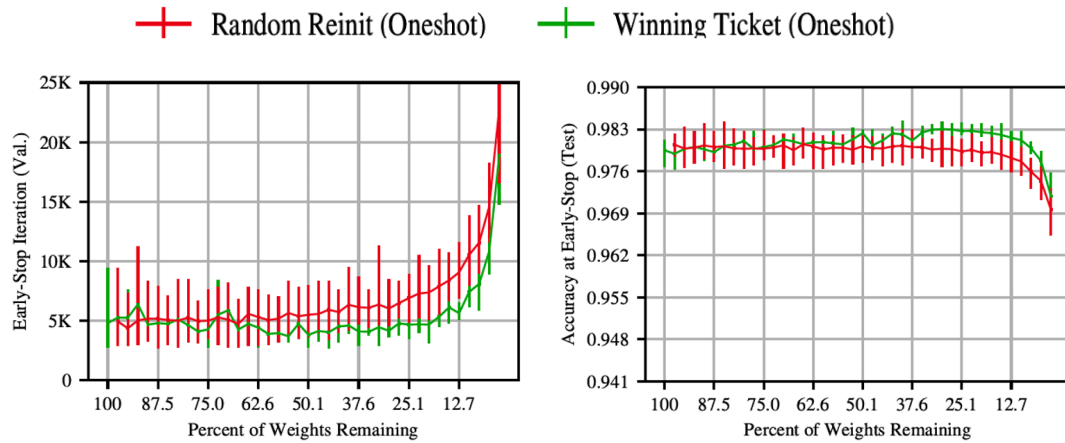 Random Reinit (Oneshot)
Winning Ticket (Oneshot)
Early-Stop Iteration (Val.)
25K
20K
15K
10K
5K
0
100 87.5 75.0 62.6 50.1 37.6 25.1 12.7
Percent of Weights Remaining
Accuracy at Early-Stop (Test)
0.990
0.983
0.976
0.969
0.962
0.955
0.948
0.941
100 87.5 75.0 62.6 50.1 37.6 25.1 12.7
Percent of Weights Remaining